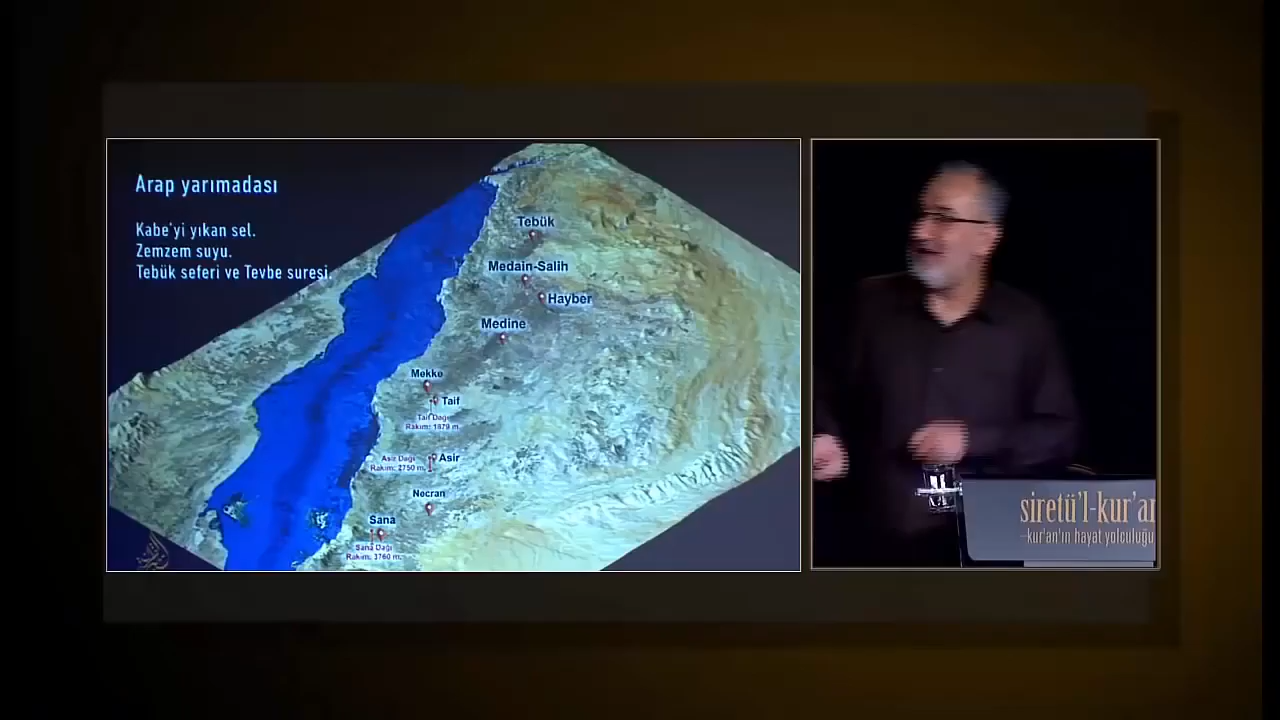 Arap yarımadası
Kabe'yi yıkan sel.
Zemzem suyu.
Tebük seferi ve Tevbe suresi.
Tebük
Medain-Salih
Hayber
Medine
Mekke
Taif
Taif Dağı
Rakım: 1879 m.
Asir Dağı
Rakım: 2750 m.
Asir
Necran
Sana
Sana Dağı
Rakım: 3760 m.
siretü'l-kur'an
–kur'an'ın hayat yolculuğu